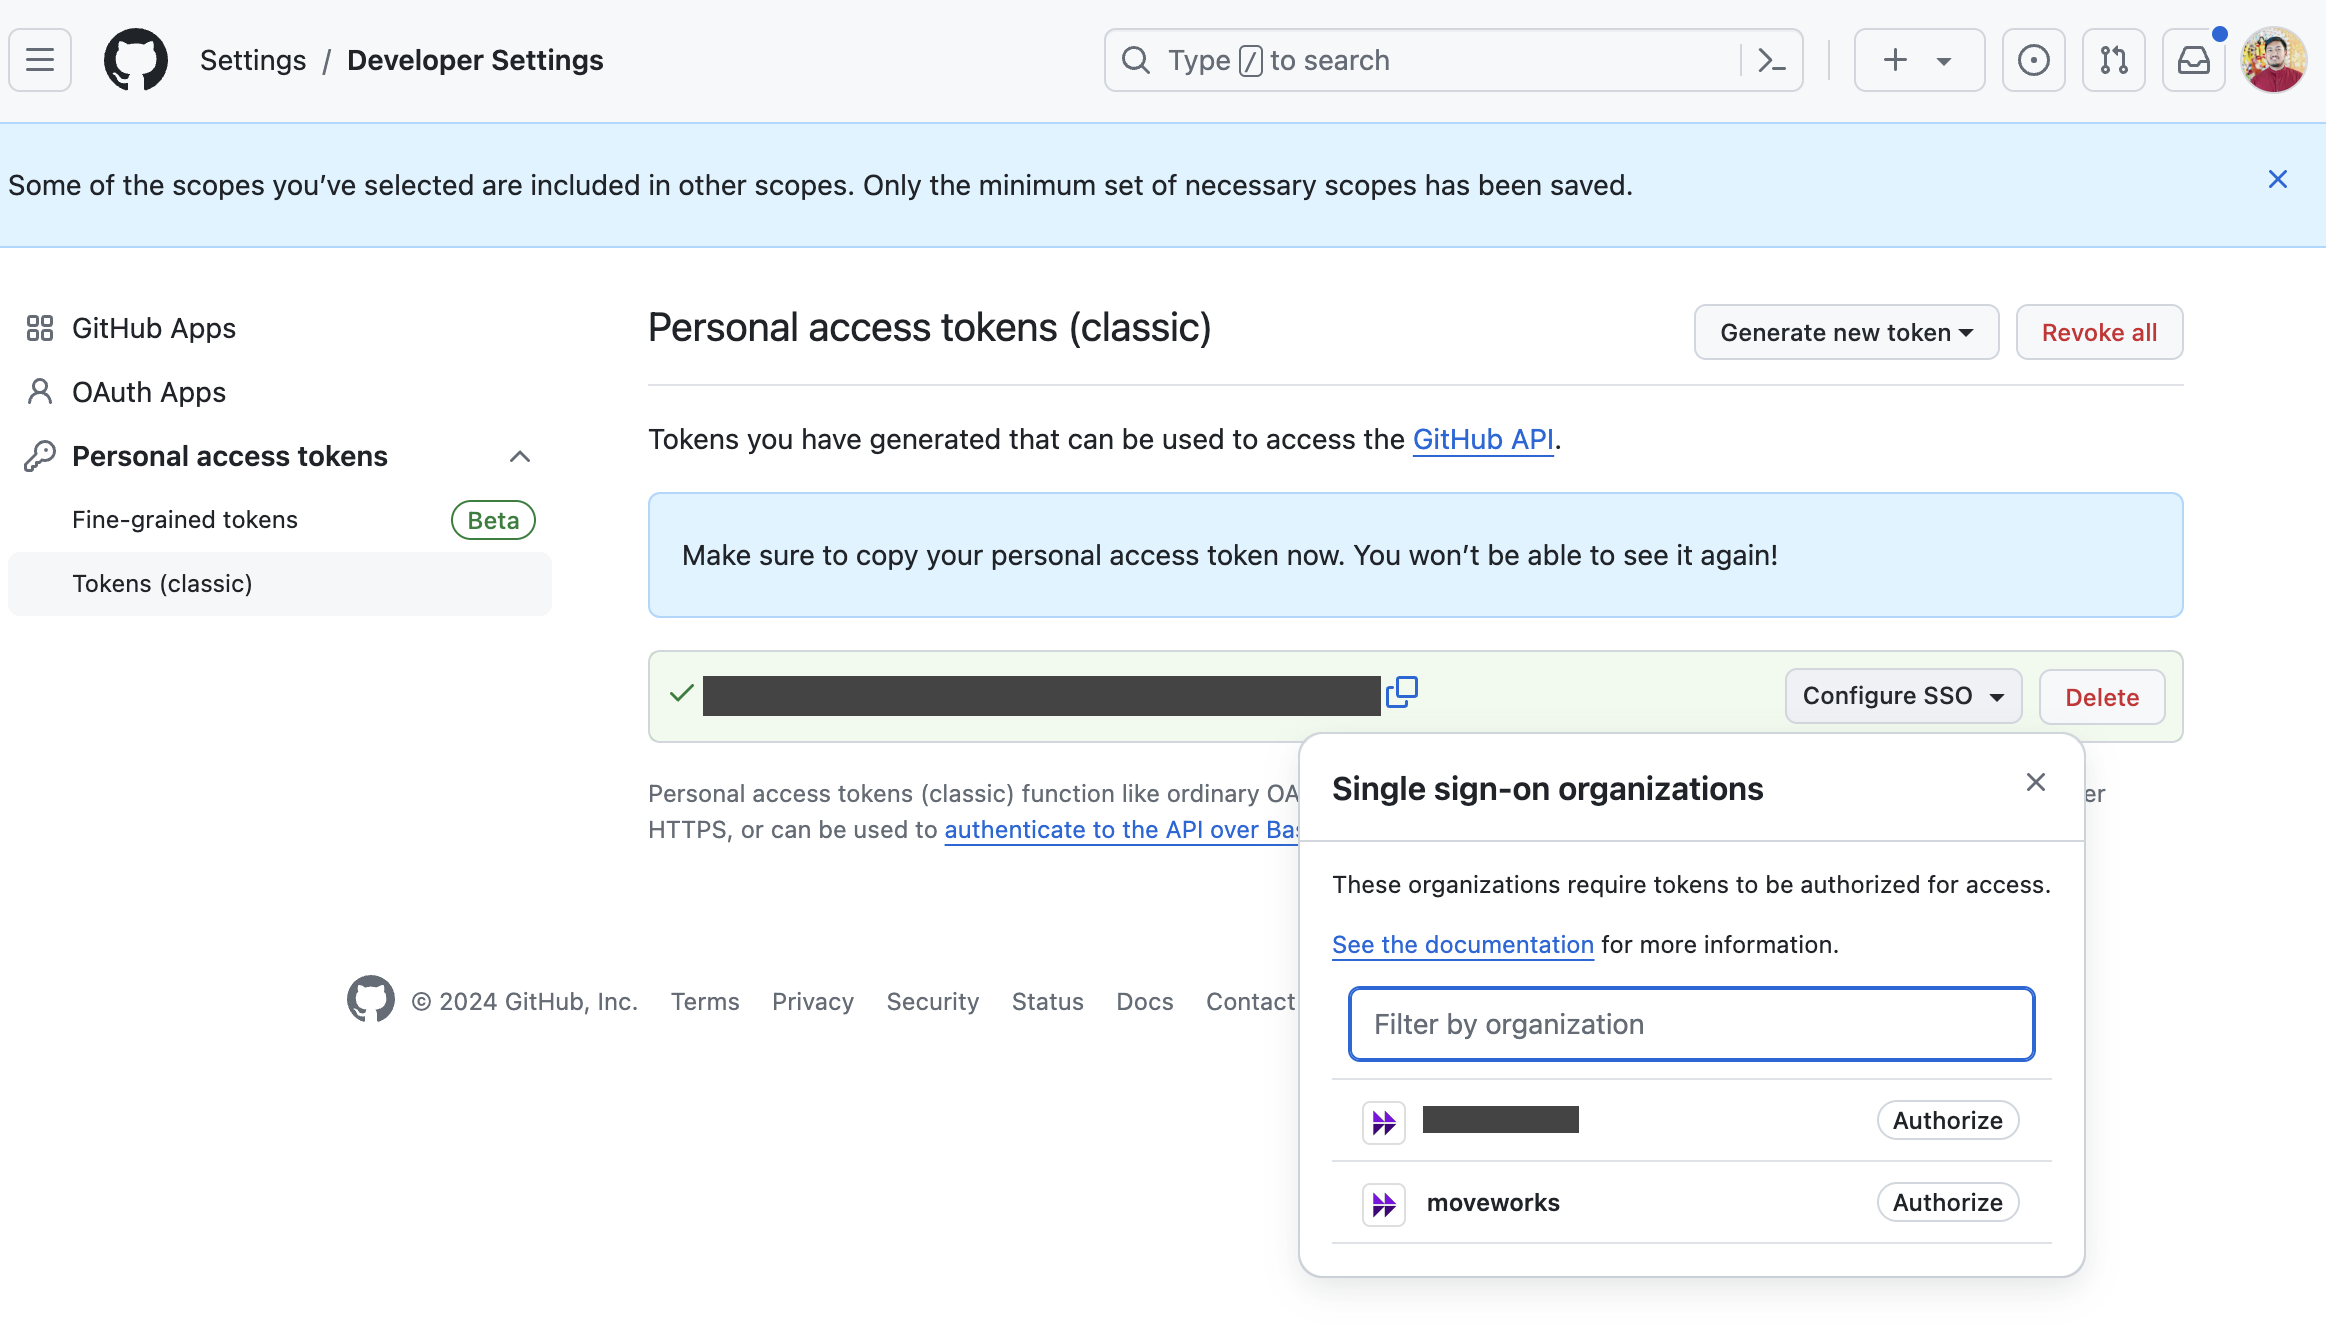 Settings / Developer Settings
Type / to search
Some of the scopes you’ve selected are included in other scopes. Only the minimum set of necessary scopes has been saved.
GitHub Apps
OAuth Apps
Personal access tokens
Fine-grained tokens Beta
Tokens (classic)
Personal access tokens (classic)
Generate new token
Revoke all
Tokens you have generated that can be used to access the GitHub API.
Make sure to copy your personal access token now. You won’t be able to see it again!
Configure SSO
Delete
Personal access tokens (classic) function like ordinary OA er
HTTPS, or can be used to authenticate to the API over Bas
Single sign-on organizations
These organizations require tokens to be authorized for access.
See the documentation for more information.
Filter by organization
Authorize
moveworks Authorize
© 2024 GitHub, Inc. Terms Privacy Security Status Docs Contact